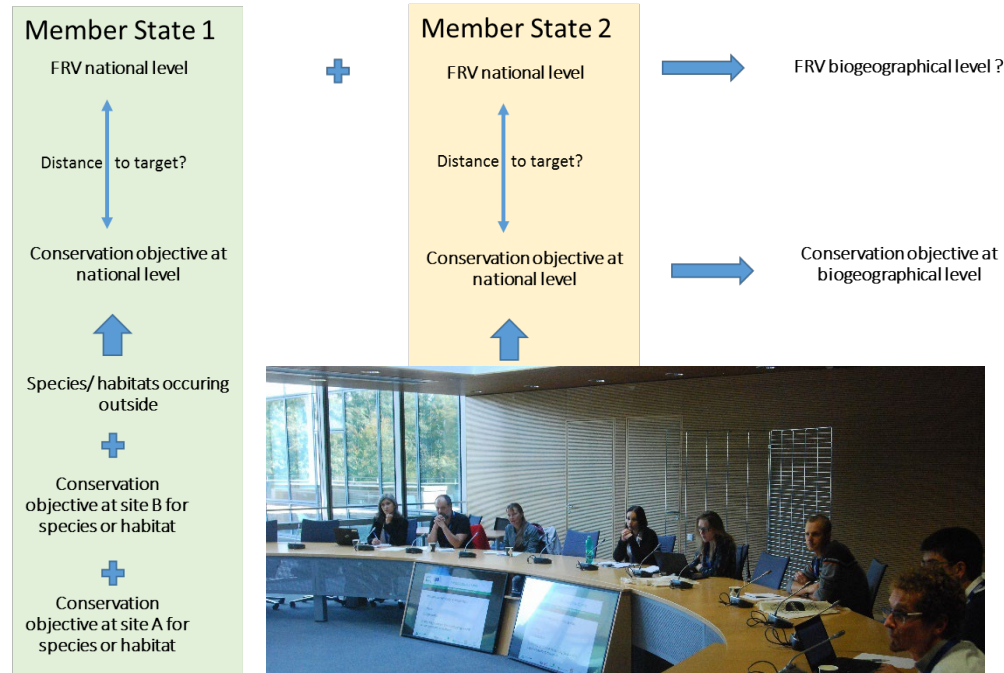 Member State 1
FRV national level
Distance to target?
Conservation objective at
national level
Species/ habitats occuring
outside
Conservation
objective at site B for
species or habitat
Conservation
objective at site A for
species or habitat
Member State 2
FRV national level
Distance to target?
Conservation objective at
national level
FRV biogeographical level ?
Conservation objective at
biogeographical level